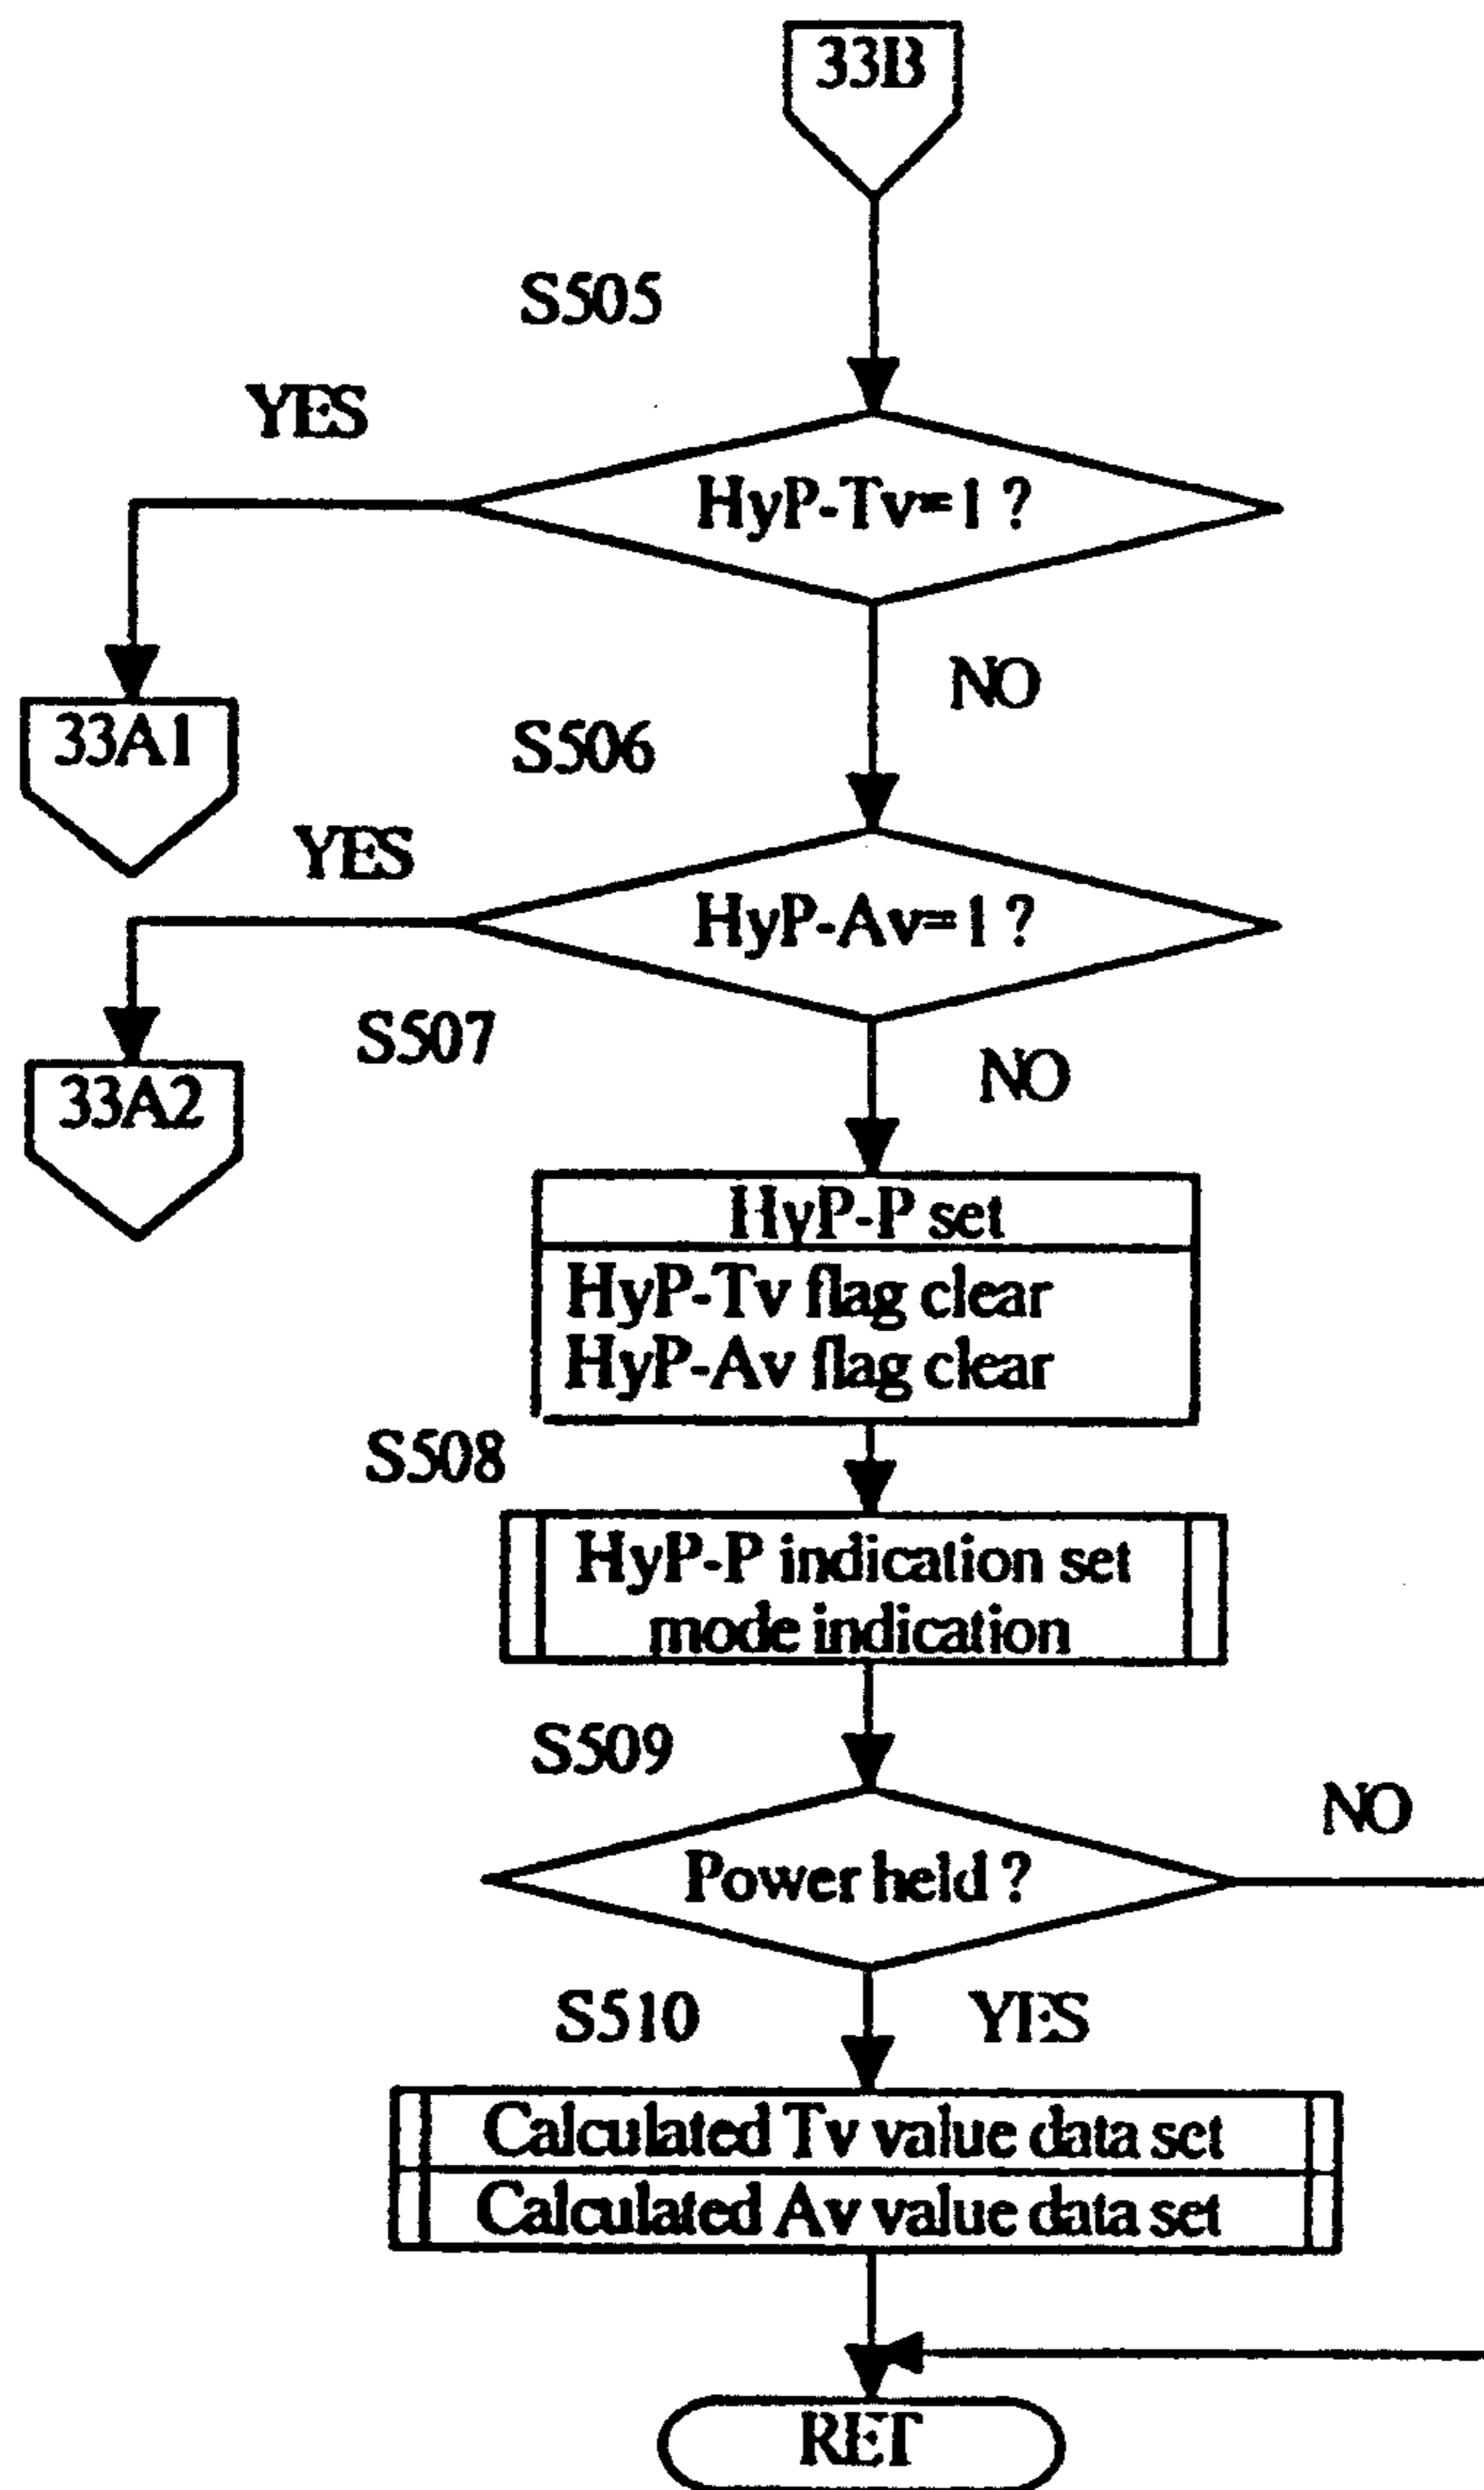 33B
S505
YES
HyP-Tv=1 ?
33A1
NO
S506
YES
HyP-Av=1 ?
33A2
S507
NO
HyP-P set
HyP-Tv flag clear
HyP-Av flag clear
S508
HyP-P indication set
mode indication
S509
NO
Power held ?
S510
YES
Calculated Tv value data set
Calculated Av value data set
RET